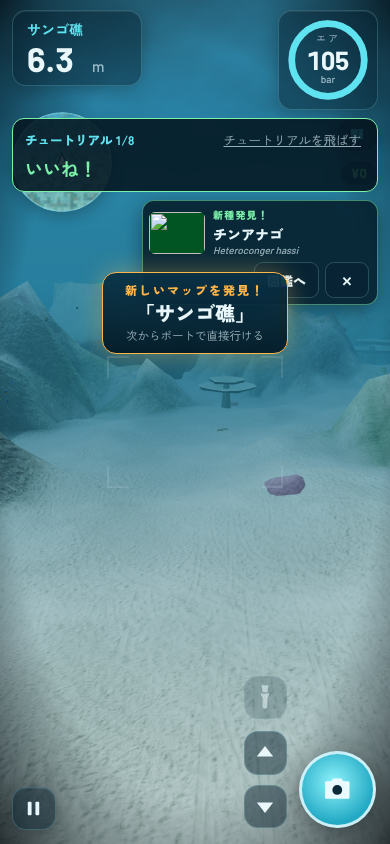 サンゴ礁
6.3 m
エア
105
bar
チュートリアル 1/8
チュートリアルを飛ばす
いいね！
¥0
新種発見！
チンアナゴ
Heteroconger hassi
鑑へ
×
新しいマップを発見！
「サンゴ礁」
次からボートで直接行ける